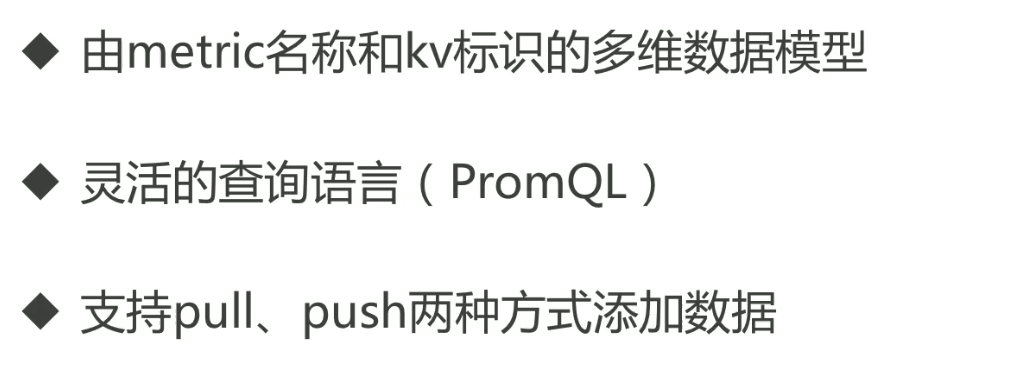 ◆ 由metric名称和kv标识的多维数据模型
◆ 灵活的查询语言（PromQL）
◆ 支持pull、push两种方式添加数据